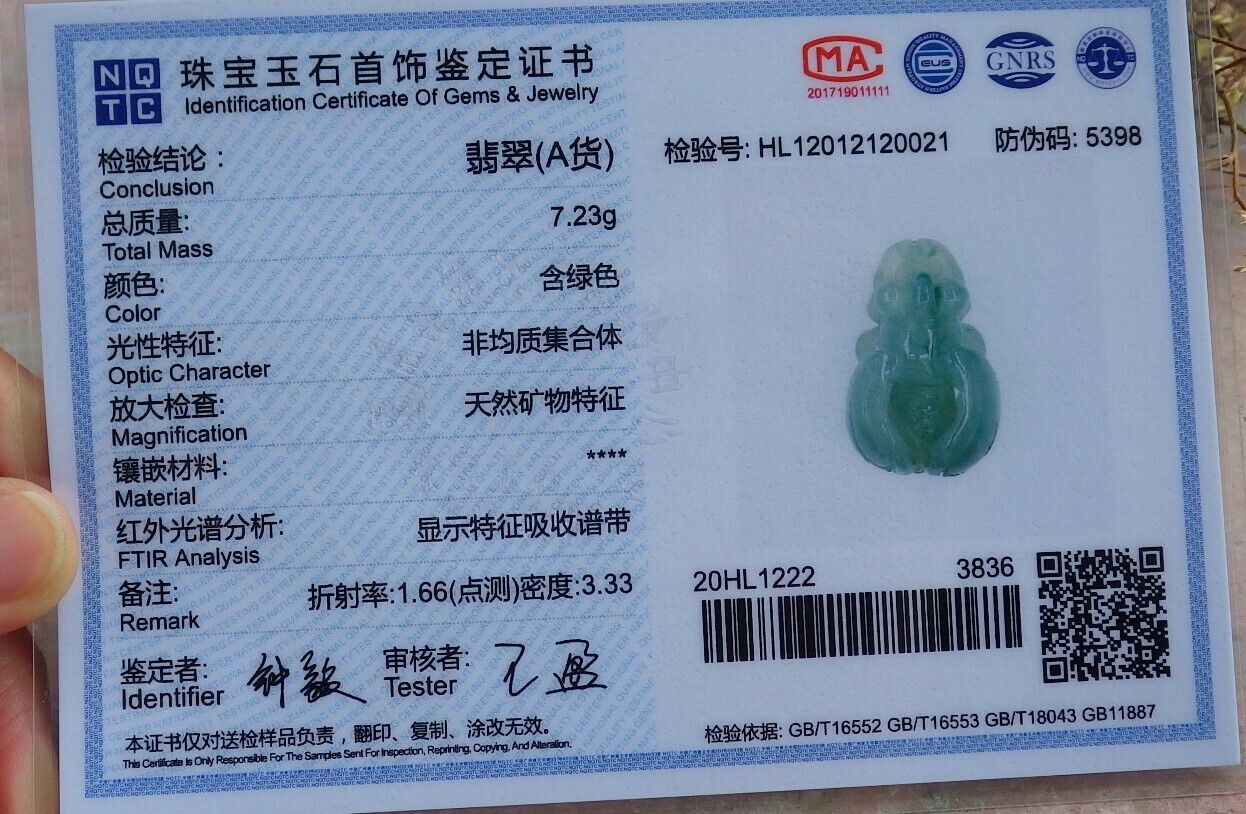 NQTC
珠宝玉石首饰鉴定证书
Identification Certificate Of Gems & Jewelry
MA
201719011111
GNRS
检验结论: 翡翠(A货)
Conclusion
总质量: 7.23g
Total Mass
颜色: 含绿色
Color
光性特征: 非均质集合体
Optic Character
放大检查: 天然矿物特征
Magnification
镶嵌材料: ****
Material
红外光谱分析: 显示特征吸收谱带
FTIR Analysis
备注: 折射率:1.66(点测)密度:3.33
Remark
鉴定者:
Identifier
审核者: 王盈
Tester
本证书仅对送检样品负责，翻印、复制、涂改无效。
This Certificate Is Only Responsible For The Samples Sent For Inspection, Reprinting, Copying, And Alteration.
检验号: HL12012120021 防伪码: 5398
20HL1222 3836
检验依据: GB/T16552 GB/T16553 GB/T18043 GB11887